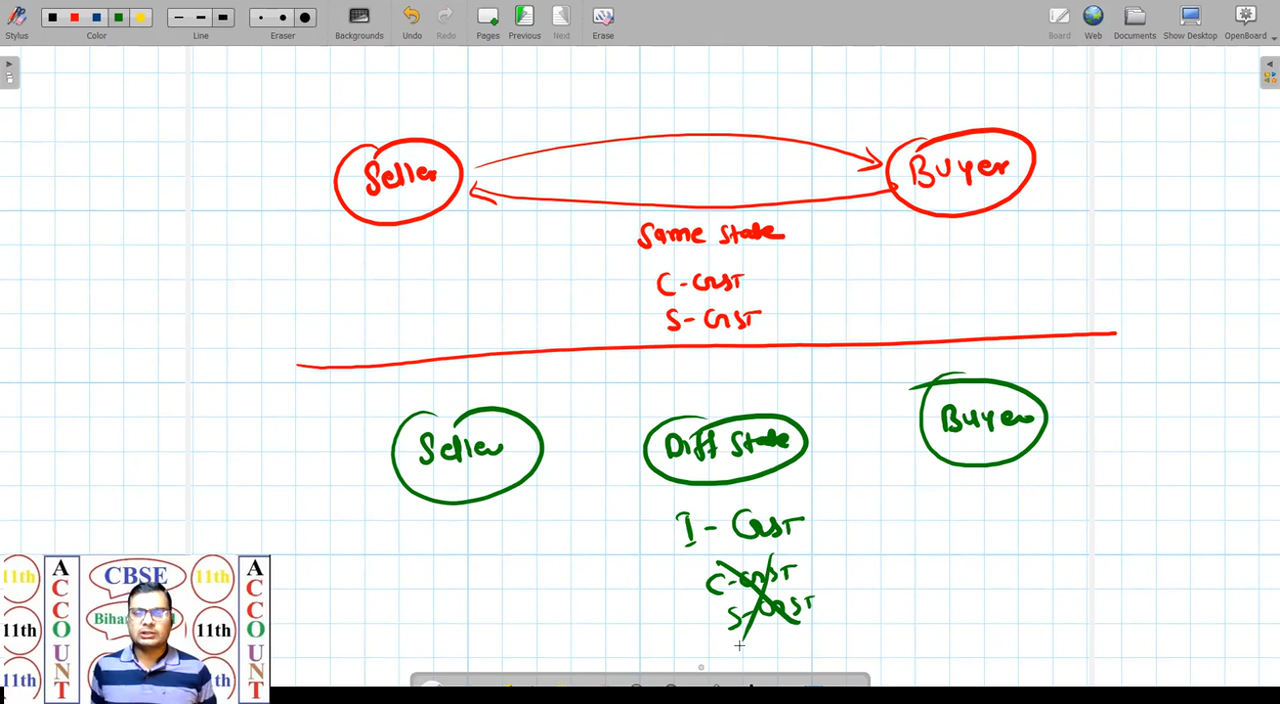 Stylus
Color
Line
Eraser
Backgrounds
Undo
Redo
Pages
Previous
Next
Erase
Board
Web
Documents
Show Desktop
OpenBoard
Seller
Buyer
Same State
C-GST
S-GST
Seller
Diff State
Buyer
I-GST
C-GST
S-GST
11th
11th
11th
ACCOUNT
CBSE
Bihar
11th
11th
ACCOUNT